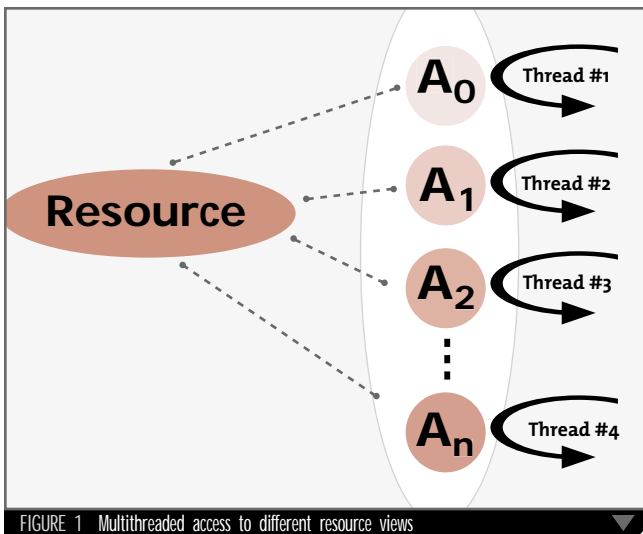 A0
Thread #1
A1
Thread #2
Resource
A2
Thread #3
An
Thread #4
FIGURE 1 Multithreaded access to different resource views